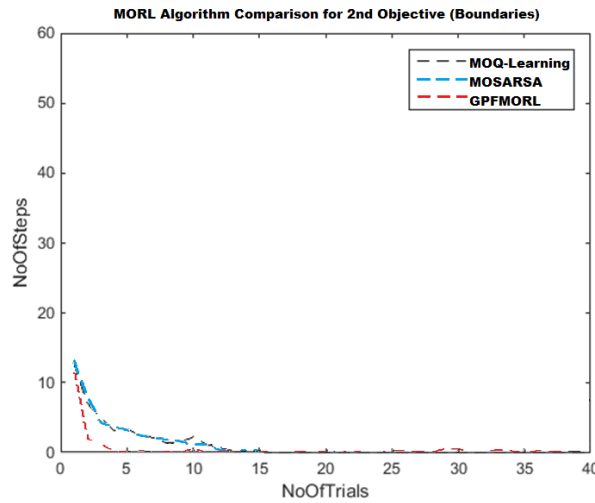 MORL Algorithm Comparison for 2nd Objective (Boundaries)
60
50
40
30
20
10
0
NoOfSteps
MOQ-Learning
MOSARSA
GPFMORL
0 5 10 15 20 25 30 35 40
NoOfTrials